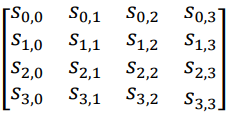 S0,0 S0,1 S0,2 S0,3
S1,0 S1,1 S1,2 S1,3
S2,0 S2,1 S2,2 S2,3
S3,0 S3,1 S3,2 S3,3